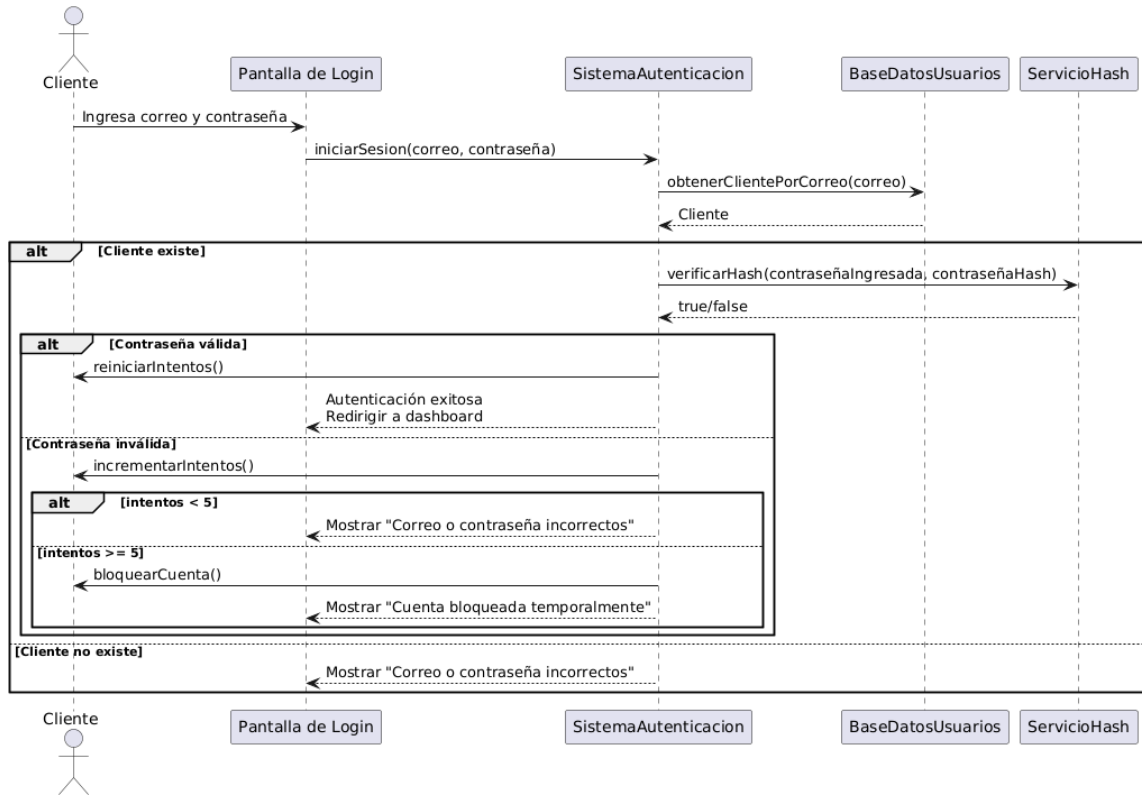 Cliente
Pantalla de Login
SistemaAutenticacion
BaseDatosUsuarios
ServicioHash
Ingresa correo y contraseña
iniciarSesion(correo, contraseña)
obtenerClientePorCorreo(correo)
Cliente
alt [Cliente existe]
verificarHash(contraseñaIngresada, contraseñaHash)
true/false
alt [Contraseña válida]
reiniciarIntentos()
Autenticación exitosa
Redirigir a dashboard
[Contraseña inválida]
incrementarIntentos()
alt [intentos < 5]
Mostrar "Correo o contraseña incorrectos"
[intentos >= 5]
bloquearCuenta()
Mostrar "Cuenta bloqueada temporalmente"
[Cliente no existe]
Mostrar "Correo o contraseña incorrectos"
Cliente
Pantalla de Login
SistemaAutenticacion
BaseDatosUsuarios
ServicioHash